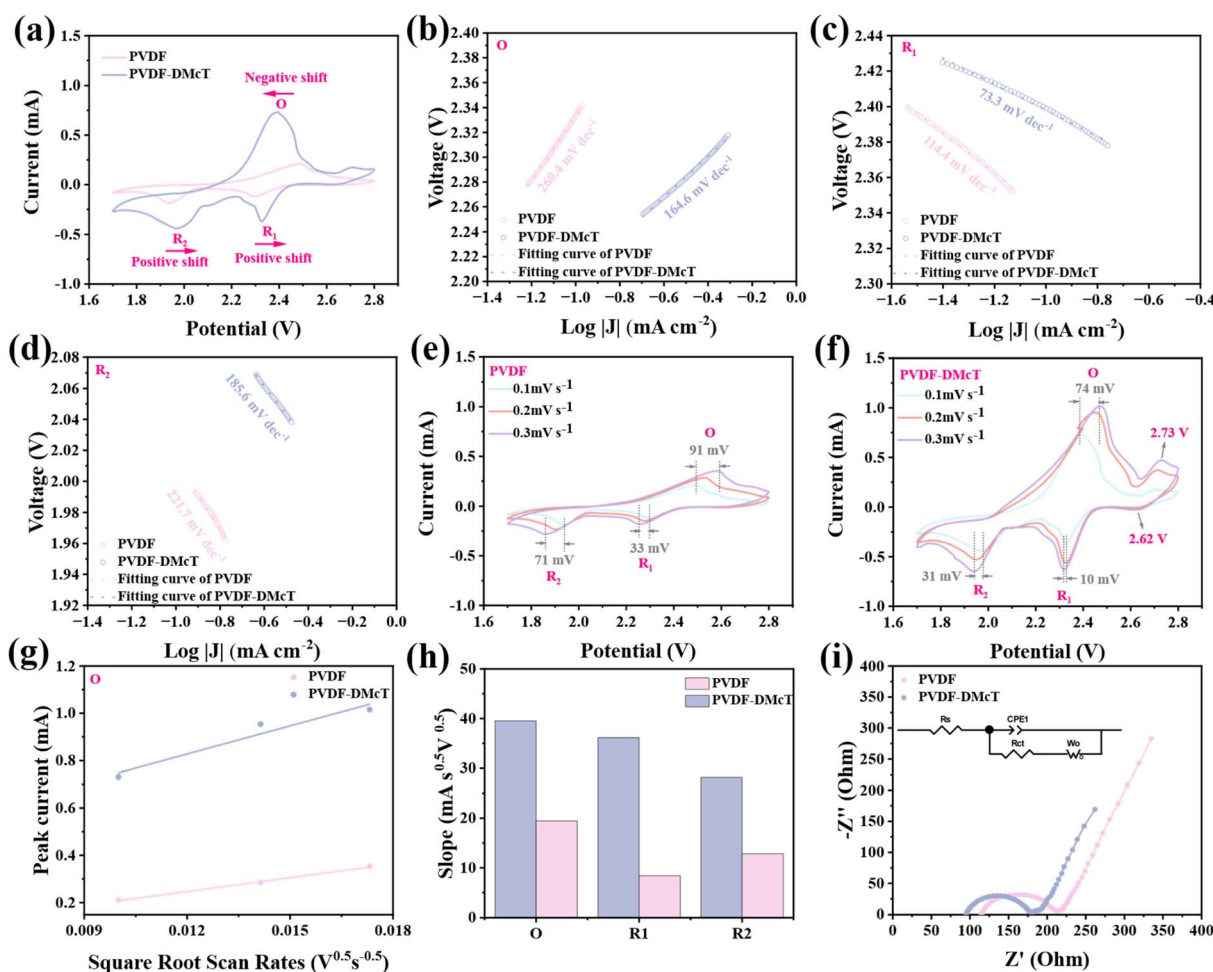 (a)
1.5
1.0
0.5
0.0
-0.5
-1.0
Current (mA)
PVDF
PVDF-DMcT
Negative shift
O
R₂
Positive shift
R₁
Positive shift
1.6 1.8 2.0 2.2 2.4 2.6 2.8
Potential (V)
(b)
2.40
2.38
2.36
2.34
2.32
2.30
2.28
2.26
2.24
2.22
2.20
Voltage (V)
O
260.4 mV dec⁻¹
164.6 mV dec⁻¹
PVDF
PVDF-DMcT
Fitting curve of PVDF
Fitting curve of PVDF-DMcT
-1.4 -1.2 -1.0 -0.8 -0.6 -0.4 -0.2 0.0
Log |J| (mA cm⁻²)
(c)
2.44
2.42
2.40
2.38
2.36
2.34
2.32
2.30
Voltage (V)
R₁
73.3 mV dec⁻¹
114.4 mV dec⁻¹
PVDF
PVDF-DMcT
Fitting curve of PVDF
Fitting curve of PVDF-DMcT
-1.6 -1.4 -1.2 -1.0 -0.8 -0.6 -0.4
Log |J| (mA cm⁻²)
(d)
2.08
2.06
2.04
2.02
2.00
1.98
1.96
1.94
1.92
Voltage (V)
R₂
185.6 mV dec⁻¹
221.7 mV dec⁻¹
PVDF
PVDF-DMcT
Fitting curve of PVDF
Fitting curve of PVDF-DMcT
-1.4 -1.2 -1.0 -0.8 -0.6 -0.4 -0.2 0.0
Log |J| (mA cm⁻²)
(e)
1.5
1.0
0.5
0.0
-0.5
-1.0
Current (mA)
PVDF
0.1mV s⁻¹
0.2mV s⁻¹
0.3mV s⁻¹
O
91 mV
71 mV
33 mV
R₂
R₁
1.6 1.8 2.0 2.2 2.4 2.6 2.8
Potential (V)
(f)
1.5
1.0
0.5
0.0
-0.5
-1.0
Current (mA)
PVDF-DMcT
0.1mV s⁻¹
0.2mV s⁻¹
0.3mV s⁻¹
O
74 mV
2.73 V
2.62 V
31 mV
10 mV
R₂
R₁
1.6 1.8 2.0 2.2 2.4 2.6 2.8
Potential (V)
(g)
1.2
1.0
0.8
0.6
0.4
0.2
Peak current (mA)
O
PVDF
PVDF-DMcT
0.009 0.012 0.015 0.018
Square Root Scan Rates (V⁰·⁵s⁻⁰·⁵)
(h)
50
40
30
20
10
0
Slope (mA s⁰·⁵V ⁰·⁵)
PVDF
PVDF-DMcT
O R1 R2
(i)
400
350
300
250
200
150
100
50
0
-Z'' (Ohm)
PVDF
PVDF-DMcT
Rs
CPE1
Rct
Wo
0 50 100 150 200 250 300 350 400
Z' (Ohm)